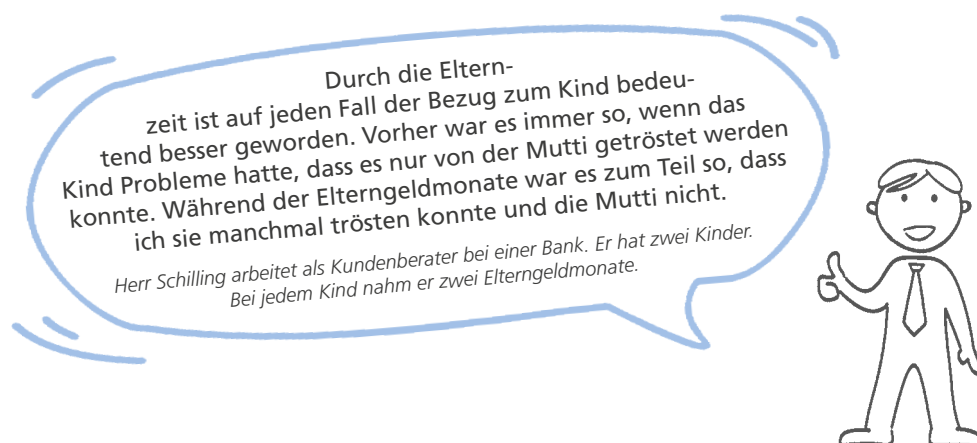 Durch die Eltern-
zeit ist auf jeden Fall der Bezug zum Kind bedeu-
tend besser geworden. Vorher war es immer so, wenn das
Kind Probleme hatte, dass es nur von der Mutti getröstet werden
konnte. Während der Elterngeldmonate war es zum Teil so, dass
ich sie manchmal trösten konnte und die Mutti nicht.
Herr Schilling arbeitet als Kundenberater bei einer Bank. Er hat zwei Kinder.
Bei jedem Kind nahm er zwei Elterngeldmonate.